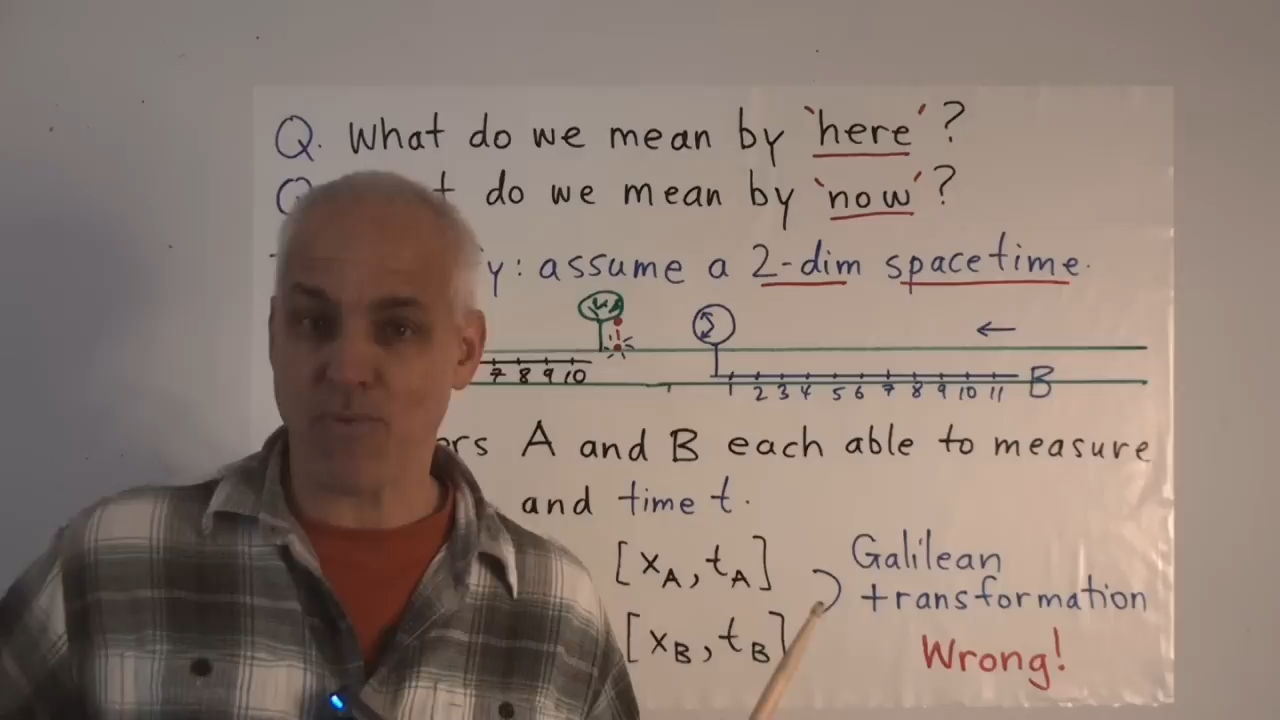 Q. What do we mean by 'here'?
do we mean by 'now'?
: assume a 2-dim spacetime.
7 8 9 10
1 2 3 4 5 6 7 8 9 10 11 B
A and B each able to measure
and time t.
[xA, tA] Galilean
transformation
[xB, tB] Wrong!